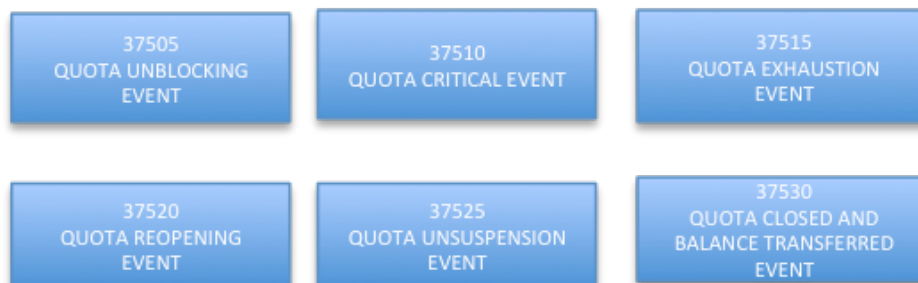 37505
QUOTA UNBLOCKING
EVENT
37510
QUOTA CRITICAL EVENT
37515
QUOTA EXHAUSTION
EVENT
37520
QUOTA REOPENING
EVENT
37525
QUOTA UNSUSPENSION
EVENT
37530
QUOTA CLOSED AND
BALANCE TRANSFERRED
EVENT